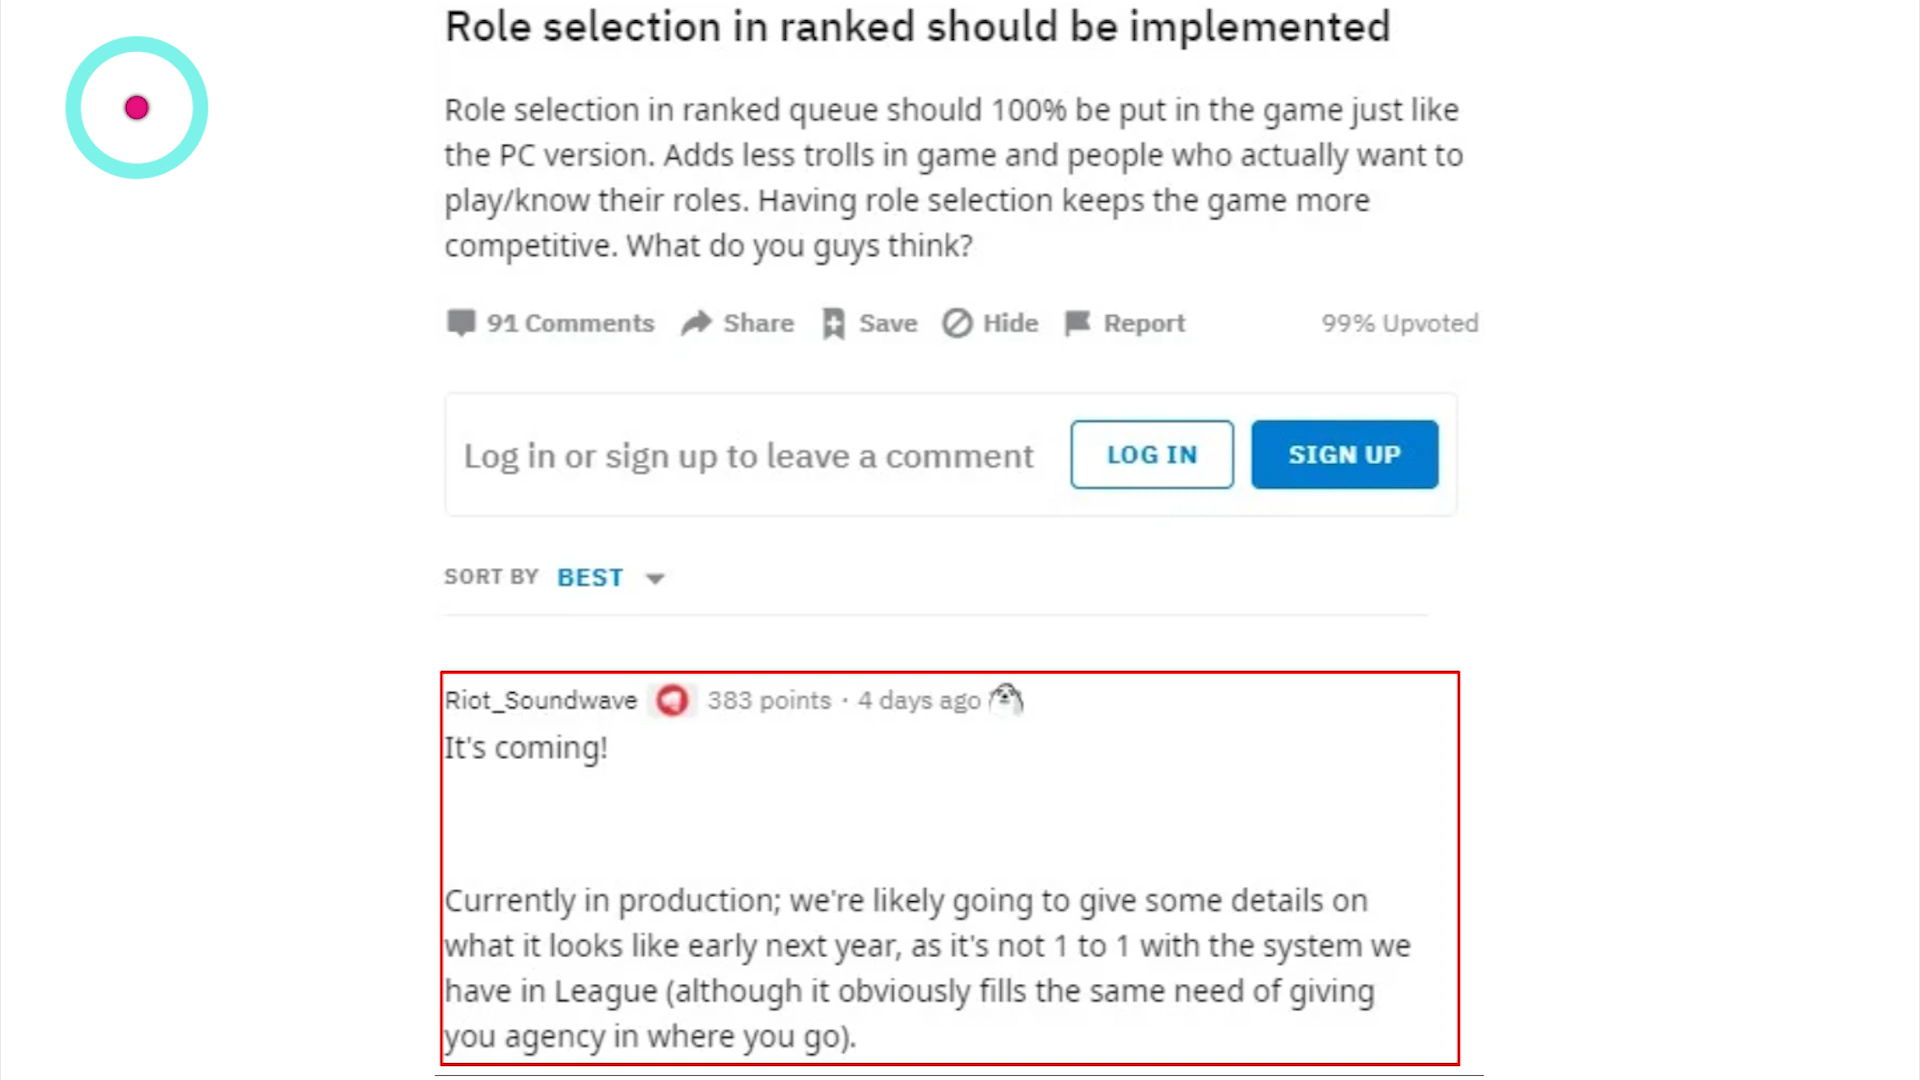 Role selection in ranked should be implemented
Role selection in ranked queue should 100% be put in the game just like
the PC version. Adds less trolls in game and people who actually want to
play/know their roles. Having role selection keeps the game more
competitive. What do you guys think?
91 Comments Share Save Hide Report 99% Upvoted
Log in or sign up to leave a comment LOG IN SIGN UP
SORT BY BEST
Riot_Soundwave 383 points · 4 days ago
It's coming!
Currently in production; we're likely going to give some details on
what it looks like early next year, as it's not 1 to 1 with the system we
have in League (although it obviously fills the same need of giving
you agency in where you go).